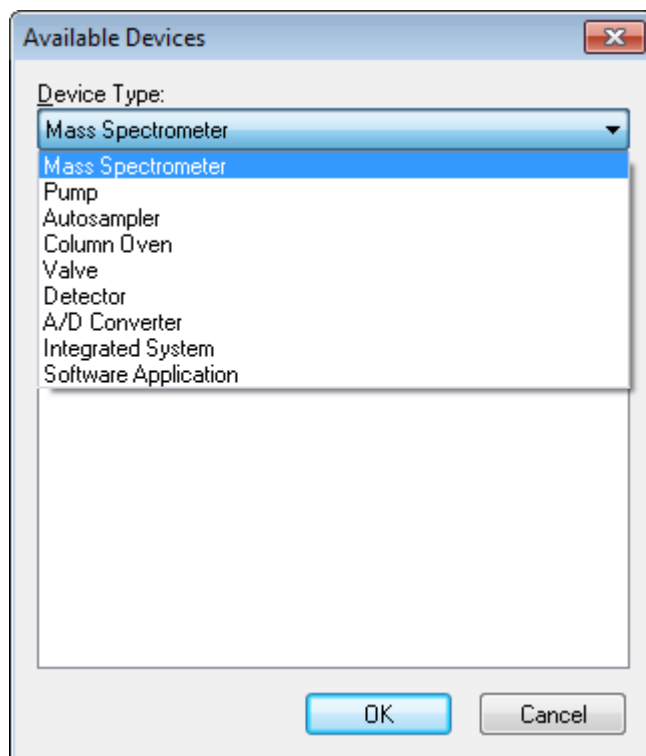 Available Devices
Device Type:
Mass Spectrometer
Mass Spectrometer
Pump
Autosampler
Column Oven
Valve
Detector
A/D Converter
Integrated System
Software Application
OK
Cancel